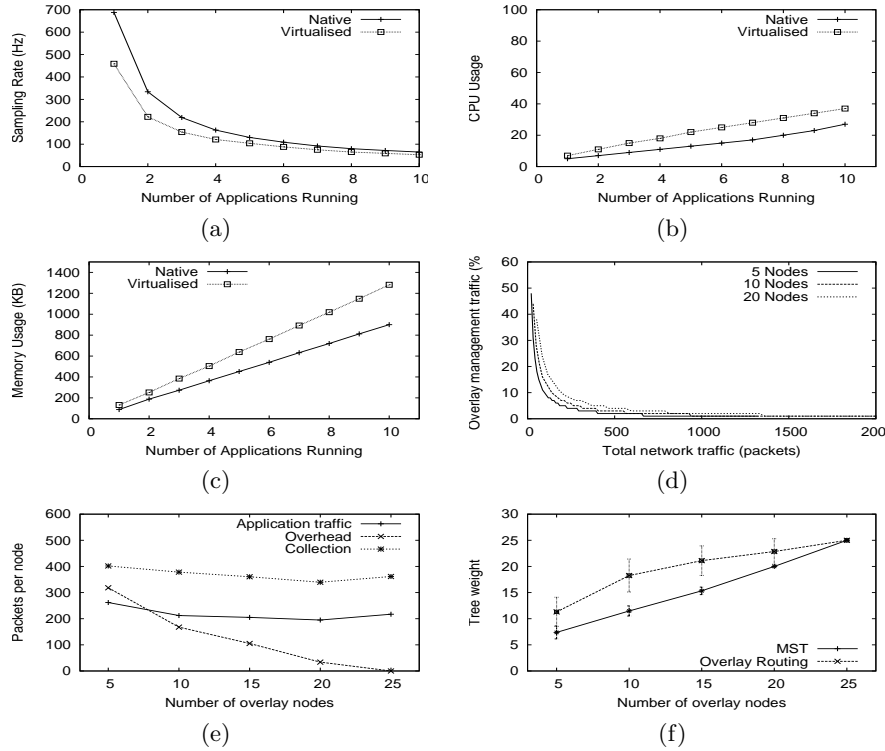 700
600
500
400
300
200
100
0
Sampling Rate (Hz)
Native
Virtualised
0 2 4 6 8 10
Number of Applications Running
(a)
100
80
60
40
20
0
CPU Usage
Native
Virtualised
0 2 4 6 8 10
Number of Applications Running
(b)
1400
1200
1000
800
600
400
200
0
Memory Usage (KB)
Native
Virtualised
0 2 4 6 8 10
Number of Applications Running
(c)
60
50
40
30
20
10
0
Overlay management traffic (%
5 Nodes
10 Nodes
20 Nodes
0 500 1000 1500 200
Total network traffic (packets)
(d)
600
500
400
300
200
100
0
Packets per node
Application traffic
Overhead
Collection
5 10 15 20 25
Number of overlay nodes
(e)
30
25
20
15
10
5
0
Tree weight
MST
Overlay Routing
5 10 15 20 25
Number of overlay nodes
(f)